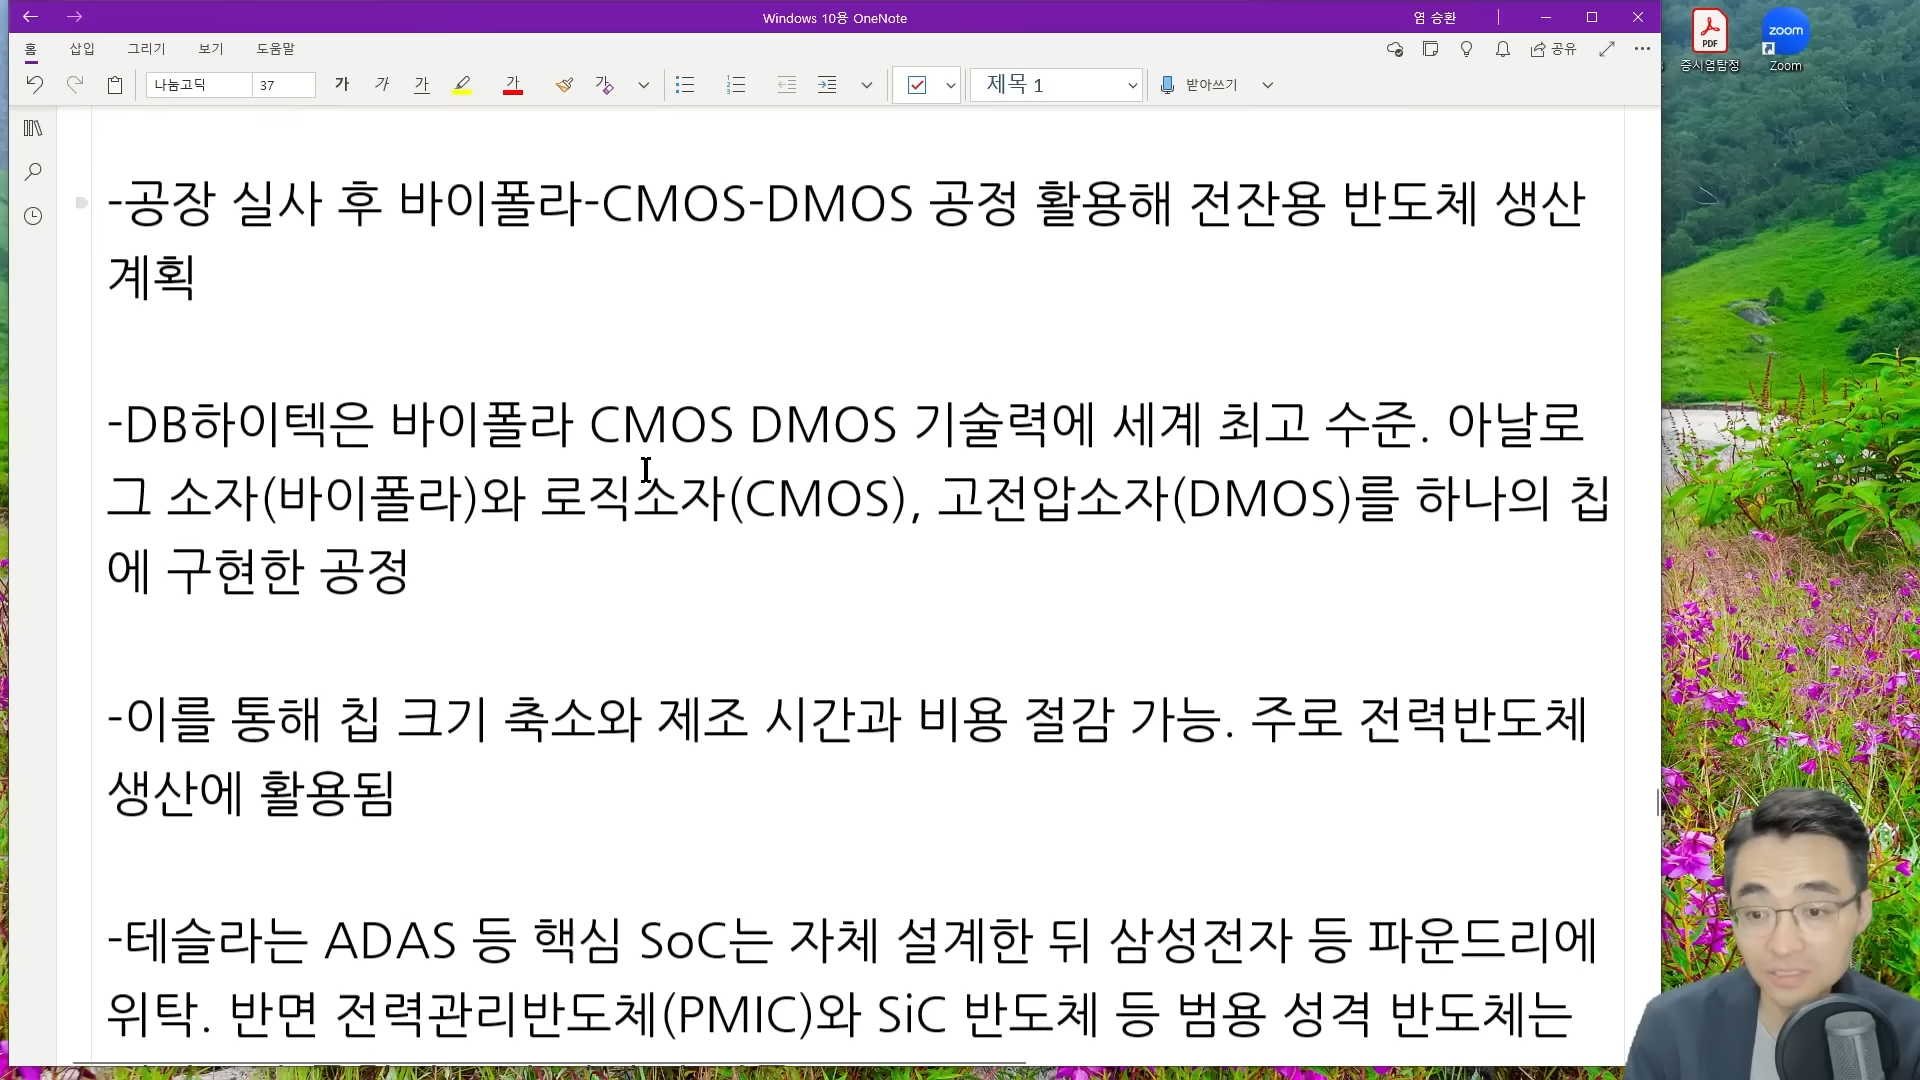 Windows 10용 OneNote
염 승환
홈 삽입 그리기 보기 도움말
공유
나눔고딕 37 가 가 가 가 가 제목 1 받아쓰기
-공장 실사 후 바이폴라-CMOS-DMOS 공정 활용해 전잔용 반도체 생산
계획
-DB하이텍은 바이폴라 CMOS DMOS 기술력에 세계 최고 수준. 아날로
그 소자(바이폴라)와 로직소자(CMOS), 고전압소자(DMOS)를 하나의 칩
에 구현한 공정
-이를 통해 칩 크기 축소와 제조 시간과 비용 절감 가능. 주로 전력반도체
생산에 활용됨
-테슬라는 ADAS 등 핵심 SoC는 자체 설계한 뒤 삼성전자 등 파운드리에
위탁. 반면 전력관리반도체(PMIC)와 SiC 반도체 등 범용 성격 반도체는
PDF
증시염탐정
zoom
Zoom